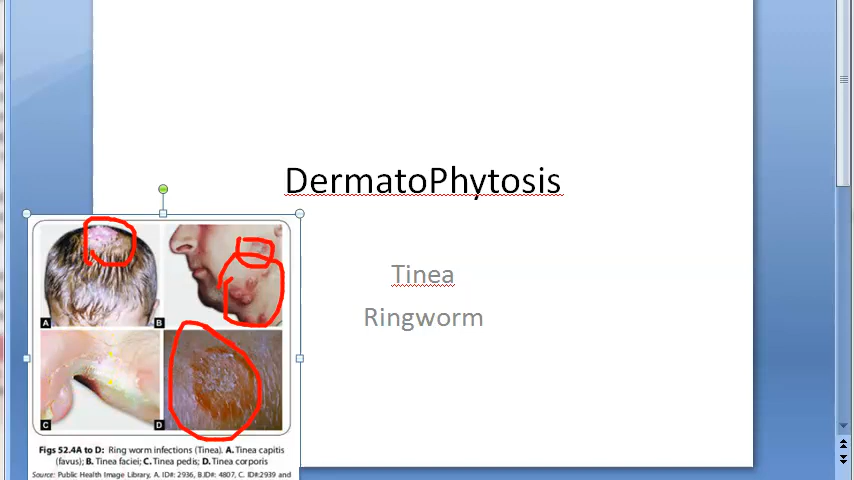 DermatoPhytosis
Tinea
Ringworm
A
B
C
D
Figs 52.4A to D: Ring worm infections (Tinea). A. Tinea capitis
(favus); B. Tinea faciei; C. Tinea pedis; D. Tinea corporis
Source: Public Health Image Library, A. ID#: 2936, B.ID#: 4807, C. ID#:2939 and